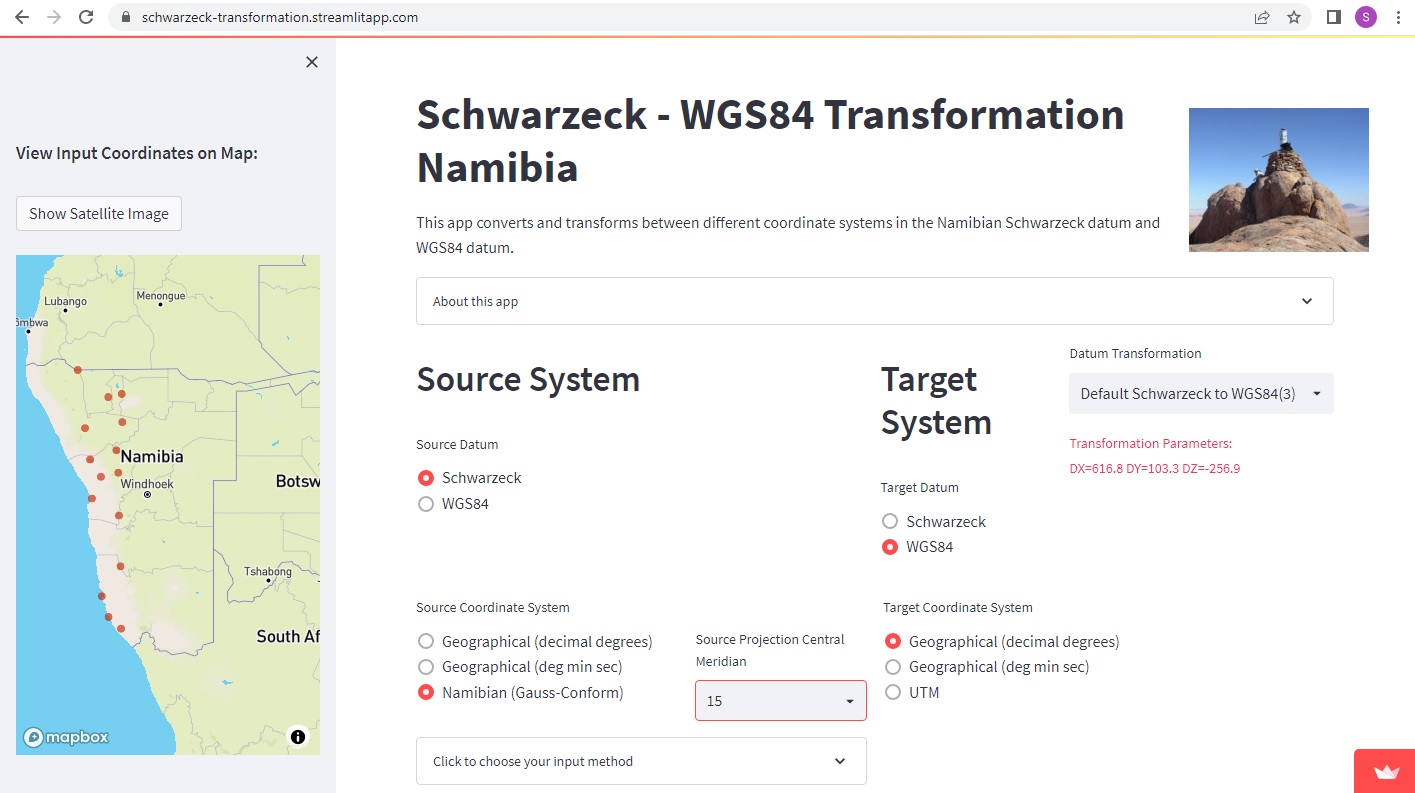 schwarzeck-transformation.streamlitapp.com
S
View Input Coordinates on Map:
Show Satellite Image
Lubango
Menongue
Namibia
Windhoek
Botsw
Tshabong
South Af
mapbox
Schwarzeck - WGS84 Transformation
Namibia
This app converts and transforms between different coordinate systems in the Namibian Schwarzeck datum and
WGS84 datum.
About this app
Source System
Source Datum
Schwarzeck
WGS84
Target
System
Target Datum
Schwarzeck
WGS84
Datum Transformation
Default Schwarzeck to WGS84(3)
Transformation Parameters:
DX=616.8 DY=103.3 DZ=-256.9
Source Coordinate System
Geographical (decimal degrees)
Geographical (deg min sec)
Namibian (Gauss-Conform)
Source Projection Central
Meridian
15
Target Coordinate System
Geographical (decimal degrees)
Geographical (deg min sec)
UTM
Click to choose your input method